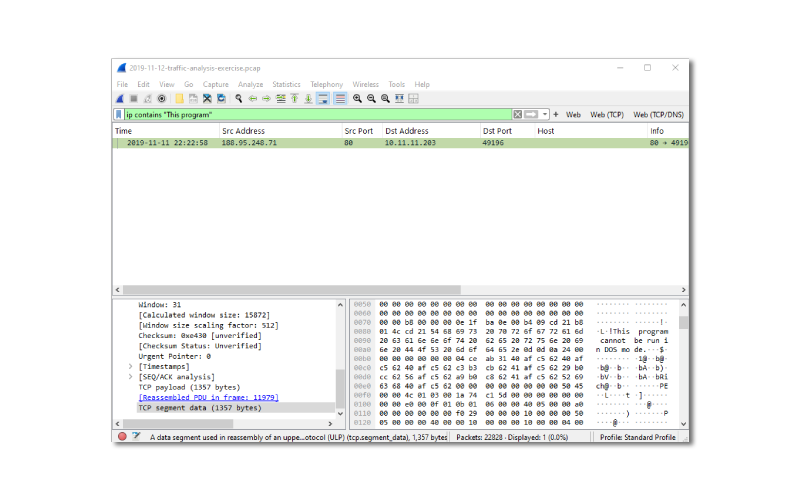 2019-11-12-traffic-analysis-exercise.pcap
File Edit View Go Capture Analyze Statistics Telephony Wireless Tools Help
ip contains "This program" + Web Web (TCP) Web (TCP/DNS)
Time Src Address Src Port Dst Address Dst Port Host Info
2019-11-11 22:22:58 188.95.248.71 80 10.11.11.203 49196 80 → 4919
Window: 31
[Calculated window size: 15872]
[Window size scaling factor: 512]
Checksum: 0xe430 [unverified]
[Checksum Status: Unverified]
Urgent Pointer: 0
[Timestamps]
[SEQ/ACK analysis]
TCP payload (1357 bytes)
[Reassembled PDU in frame: 11979]
TCP segment data (1357 bytes)
0050 00 00 00 00 00 00 00 00 00 00 00 00 00 00 00 00 ········ ········
0060 00 00 00 00 00 00 00 00 00 00 00 00 00 00 00 00 ········ ········
0070 00 00 b8 00 00 00 0e 1f ba 0e 00 b4 09 cd 21 b8 ········ ······!·
0080 01 4c cd 21 54 68 69 73 20 70 72 6f 67 72 61 6d ·L·!This program
0090 20 63 61 6e 6e 6f 74 20 62 65 20 72 75 6e 20 69 cannot be run i
00a0 6e 20 44 4f 53 20 6d 6f 64 65 2e 0d 0d 0a 24 00 n DOS mo de.···$·
00b0 00 00 00 00 00 00 04 ce ab 31 40 af c5 62 40 af ········ ·1@··b@·
00c0 c5 62 40 af c5 62 c3 b3 cb 62 41 af c5 62 29 b0 ·b@··b·· ·bA··b)·
00d0 cc 62 56 af c5 62 a9 b0 c8 62 41 af c5 62 52 69 ·bV··b·· ·bA··bRi
00e0 63 68 40 af c5 62 00 00 00 00 00 00 00 00 50 45 ch@··b·· ······PE
00f0 00 00 4c 01 03 00 1a 74 c1 5d 00 00 00 00 00 00 ··L····t ·]······
0100 00 00 e0 00 0f 01 0b 01 06 00 00 40 05 00 00 a0 ········ ···@····
0110 00 00 00 00 00 00 f0 29 00 00 00 10 00 00 00 50 ·······) ·······P
0120 05 00 00 00 40 00 00 10 00 00 00 10 00 00 04 00 ····@··· ········
A data segment used in reassembly of an uppe...otocol (ULP) (tcp.segment_data), 1,357 bytes Packets: 22828 · Displayed: 1 (0.0%) Profile: Standard Profile